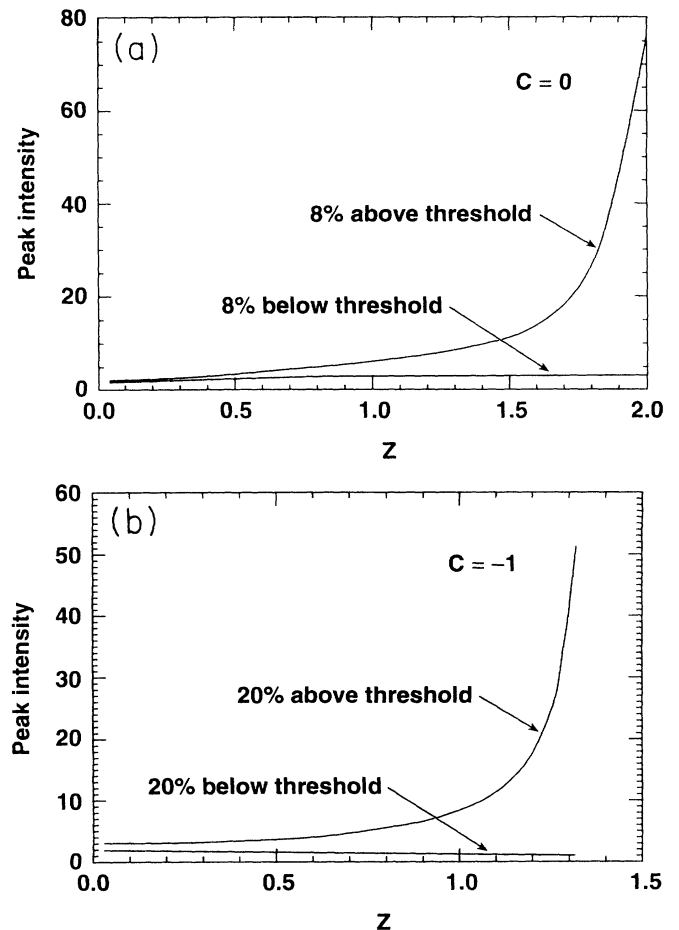 (a)
C = 0
8% above threshold
8% below threshold
Peak intensity
80
60
40
20
0
0.0 0.5 1.0 1.5 2.0
Z
(b)
C = -1
20% above threshold
20% below threshold
Peak intensity
60
50
40
30
20
10
0
0.0 0.5 1.0 1.5
Z